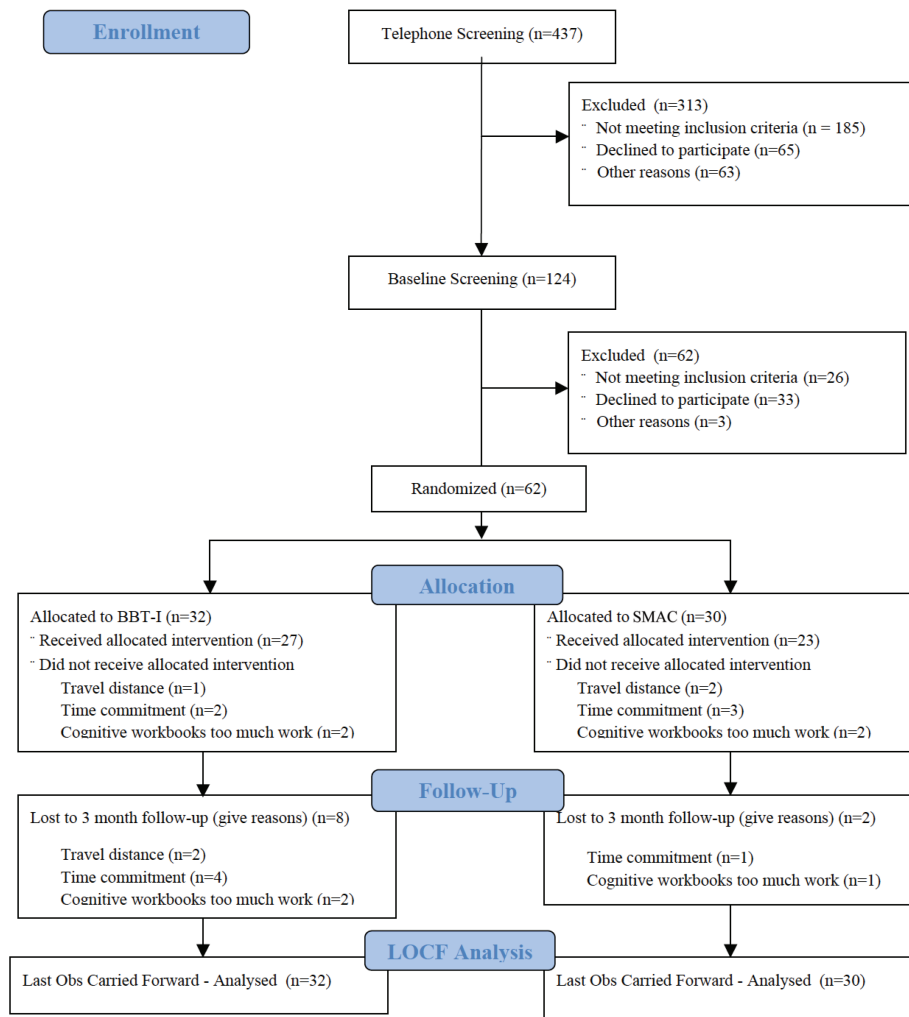 Enrollment
Telephone Screening (n=437)
Excluded (n=313)
¨ Not meeting inclusion criteria (n = 185)
¨ Declined to participate (n=65)
¨ Other reasons (n=63)
Baseline Screening (n=124)
Excluded (n=62)
¨ Not meeting inclusion criteria (n=26)
¨ Declined to participate (n=33)
¨ Other reasons (n=3)
Randomized (n=62)
Allocation
Allocated to BBT-I (n=32)
¨ Received allocated intervention (n=27)
¨ Did not receive allocated intervention
Travel distance (n=1)
Time commitment (n=2)
Cognitive workbooks too much work (n=2)
Allocated to SMAC (n=30)
¨ Received allocated intervention (n=23)
¨ Did not receive allocated intervention
Travel distance (n=2)
Time commitment (n=3)
Cognitive workbooks too much work (n=2)
Follow-Up
Lost to 3 month follow-up (give reasons) (n=8)
Travel distance (n=2)
Time commitment (n=4)
Cognitive workbooks too much work (n=2)
Lost to 3 month follow-up (give reasons) (n=2)
Time commitment (n=1)
Cognitive workbooks too much work (n=1)
LOCF Analysis
Last Obs Carried Forward - Analysed (n=32)
Last Obs Carried Forward - Analysed (n=30)